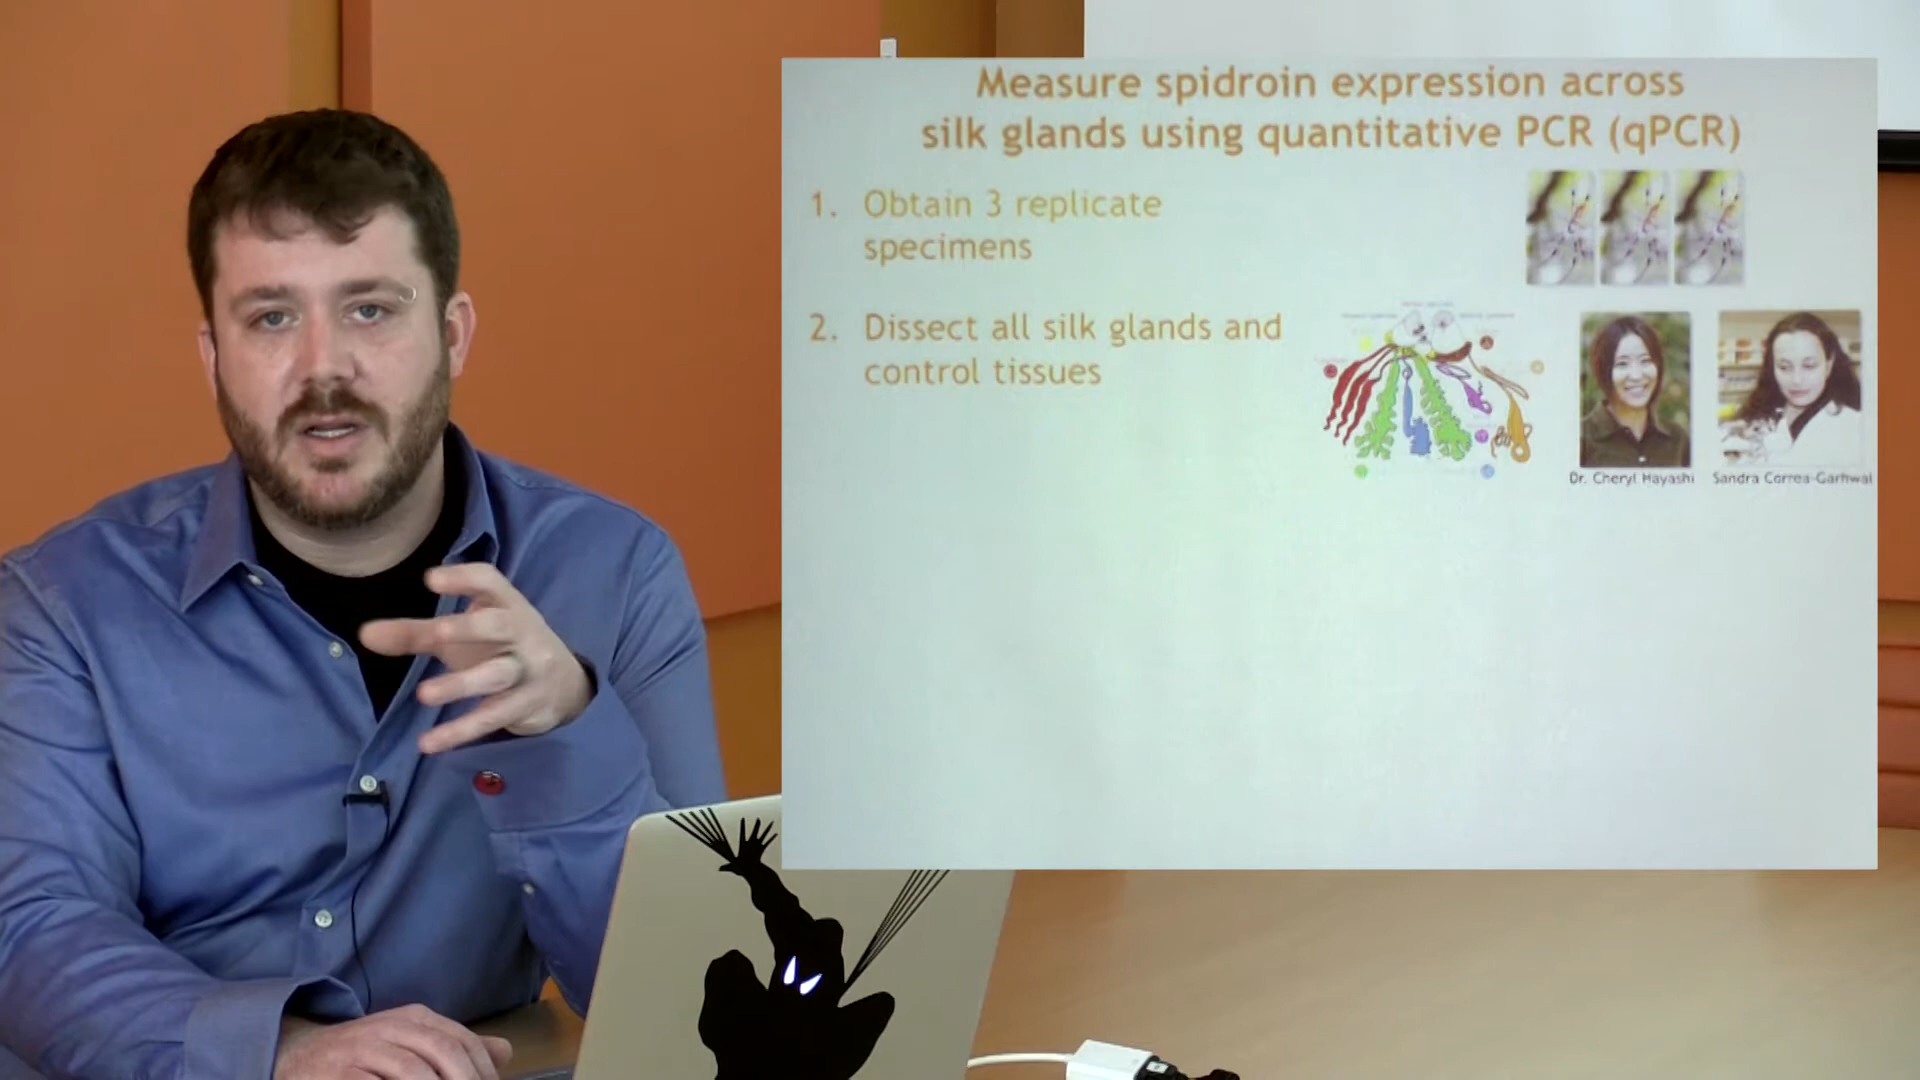 Measure spidroin expression across
silk glands using quantitative PCR (qPCR)
1. Obtain 3 replicate
specimens
2. Dissect all silk glands and
control tissues
Dr. Cheryl Hayashi
Sandra Correa-Garhwal